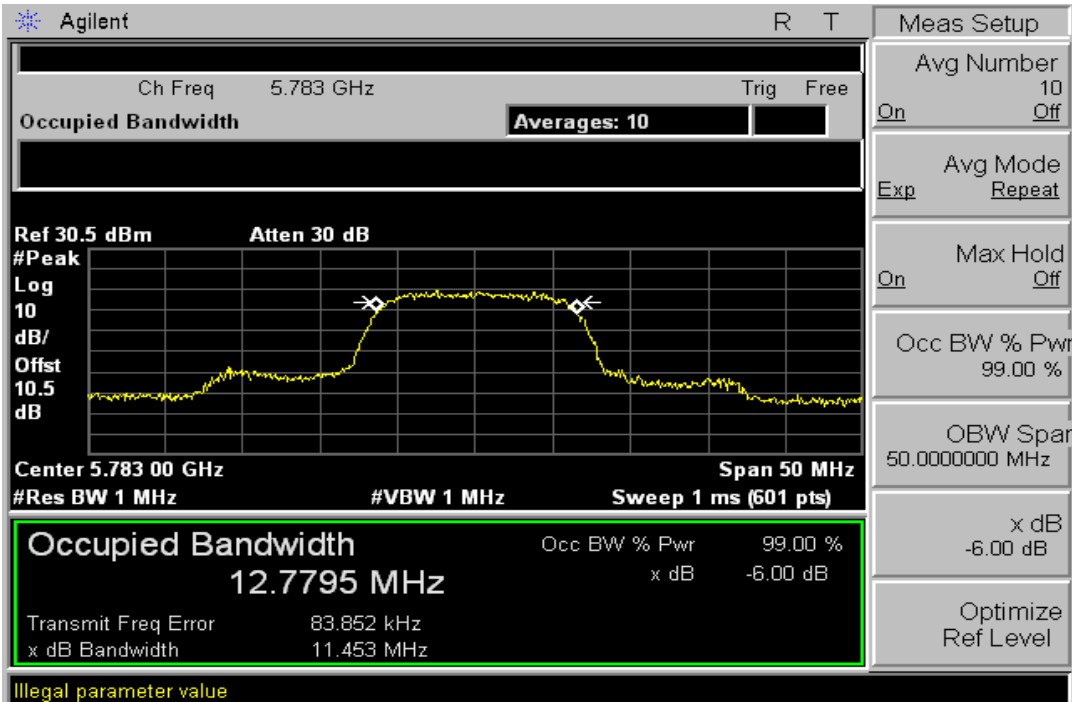 Agilent R T
Ch Freq 5.783 GHz Trig Free
Occupied Bandwidth Averages: 10
Ref 30.5 dBm Atten 30 dB
#Peak
Log
10
dB/
Offst
10.5
dB
Center 5.783 00 GHz Span 50 MHz
#Res BW 1 MHz #VBW 1 MHz Sweep 1 ms (601 pts)
Occupied Bandwidth Occ BW % Pwr 99.00 %
12.7795 MHz x dB -6.00 dB
Transmit Freq Error 83.852 kHz
x dB Bandwidth 11.453 MHz
Illegal parameter value
Meas Setup
Avg Number
10
On Off
Avg Mode
Exp Repeat
Max Hold
On Off
Occ BW % Pwr
99.00 %
OBW Span
50.0000000 MHz
x dB
-6.00 dB
Optimize
Ref Level